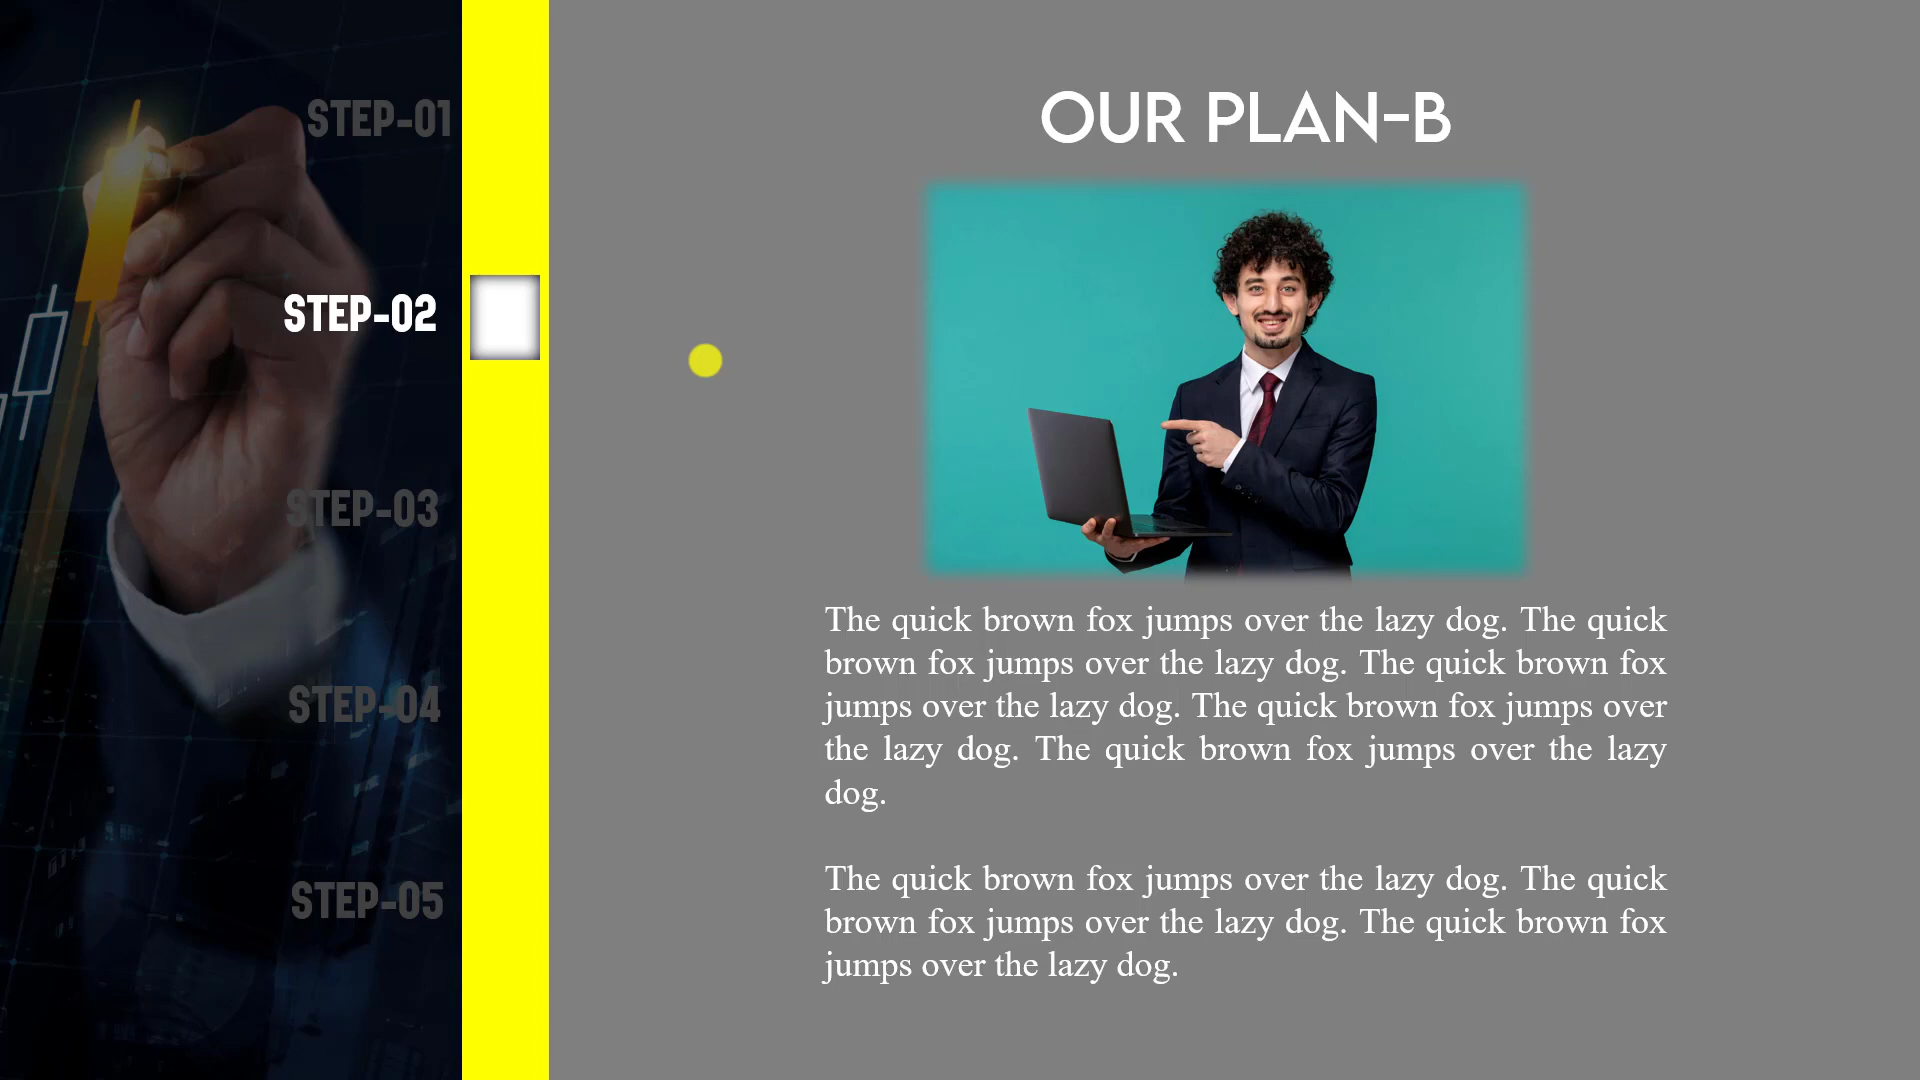 STEP-01
STEP-02
STEP-03
STEP-04
STEP-05
OUR PLAN-B
The quick brown fox jumps over the lazy dog. The quick
brown fox jumps over the lazy dog. The quick brown fox
jumps over the lazy dog. The quick brown fox jumps over
the lazy dog. The quick brown fox jumps over the lazy
dog.
The quick brown fox jumps over the lazy dog. The quick
brown fox jumps over the lazy dog. The quick brown fox
jumps over the lazy dog.